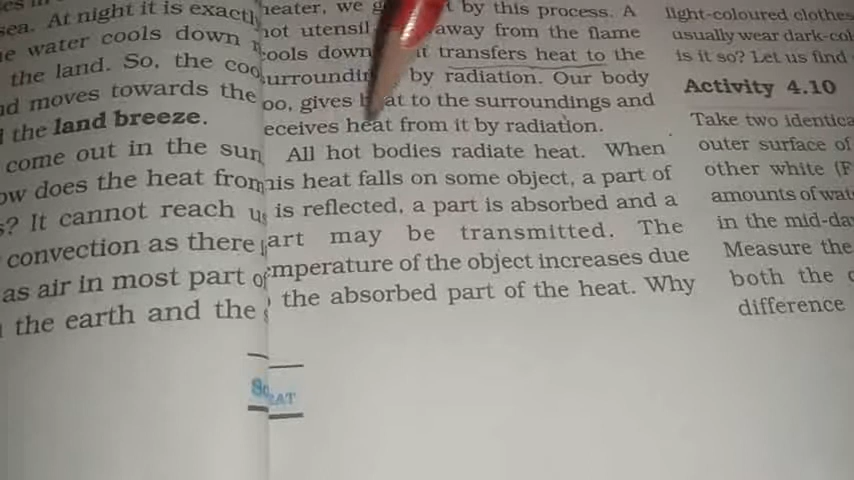 sea. At night it is exactly
water cools down
the land. So, the
moves towards the
the land breeze.
come out in the sun
does the heat from
? It cannot reach us
convection as there
as air in most part of
the earth and the
heater, we by this process. A
hot utensil away from the flame
cools down it transfers heat to the
surrounding by radiation. Our body
too, gives heat to the surroundings and
receives heat from it by radiation.
All hot bodies radiate heat. When
this heat falls on some object, a part of
is reflected, a part is absorbed and a
part may be transmitted. The
temperature of the object increases due
the absorbed part of the heat. Why
HEAT
light-coloured clothes
usually wear dark-col
is it so? Let us find
Activity 4.10
Take two identica
outer surface of
other white (F
amounts of wat
in the mid-da
Measure the
both the
difference